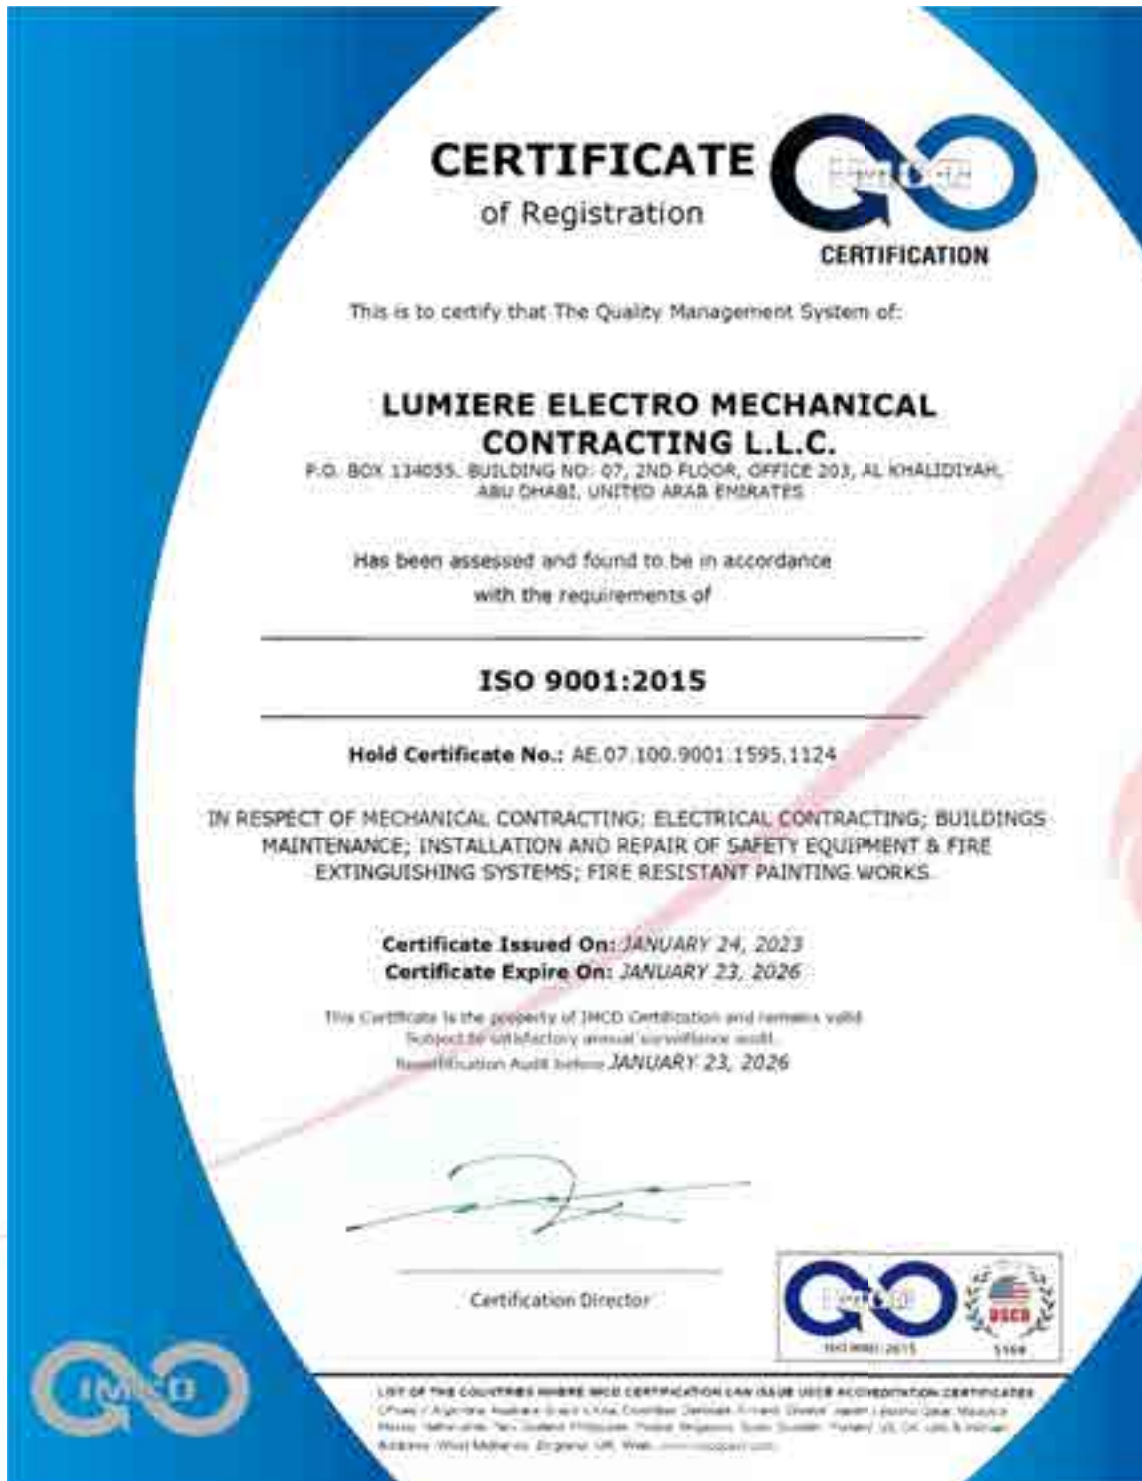 CERTIFICATE
of Registration
IMCD
CERTIFICATION
This is to certify that The Quality Management System of:
LUMIERE ELECTRO MECHANICAL
CONTRACTING L.L.C.
P.O. BOX 134055. BUILDING NO: 07, 2ND FLOOR, OFFICE 203, AL KHALIDIYAH,
ABU DHABI, UNITED ARAB EMIRATES
Has been assessed and found to be in accordance
with the requirements of
ISO 9001:2015
Hold Certificate No.: AE.07.100.9001.1595.1124
IN RESPECT OF MECHANICAL CONTRACTING; ELECTRICAL CONTRACTING; BUILDINGS
MAINTENANCE; INSTALLATION AND REPAIR OF SAFETY EQUIPMENT & FIRE
EXTINGUISHING SYSTEMS; FIRE RESISTANT PAINTING WORKS
Certificate Issued On: JANUARY 24, 2023
Certificate Expire On: JANUARY 23, 2026
This Certificate is the property of IMCD Certification and remains valid
Subject to satisfactory annual surveillance audit.
Recertification Audit before JANUARY 23, 2026
Certification Director
IMCD
USCB
ISO 9001:2015
IMCD
LIST OF THE COUNTRIES WHERE IMCD CERTIFICATION CAN ISSUE USCB ACCREDITATION CERTIFICATES